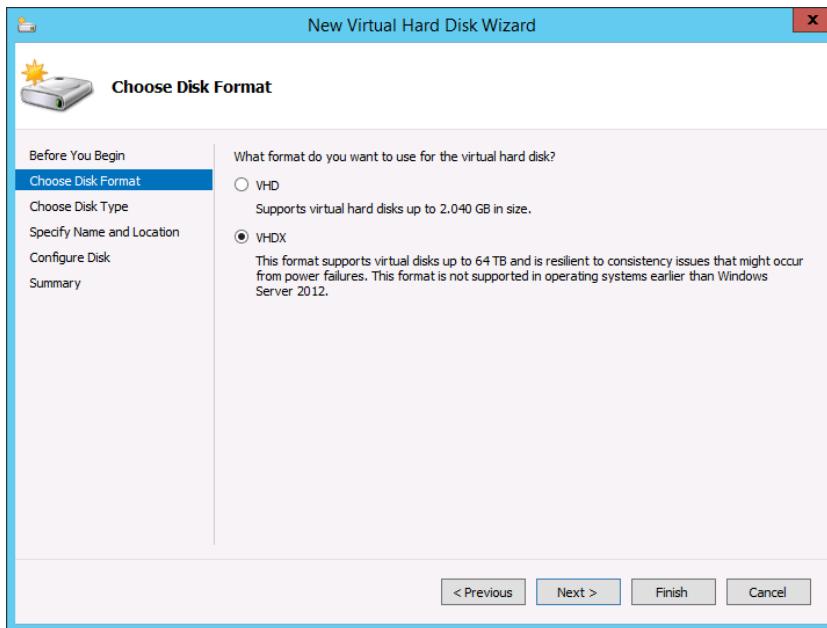 New Virtual Hard Disk Wizard
x
Choose Disk Format
Before You Begin
Choose Disk Format
Choose Disk Type
Specify Name and Location
Configure Disk
Summary
What format do you want to use for the virtual hard disk?
VHD
Supports virtual hard disks up to 2.040 GB in size.
VHDX
This format supports virtual disks up to 64 TB and is resilient to consistency issues that might occur
from power failures. This format is not supported in operating systems earlier than Windows
Server 2012.
< Previous
Next >
Finish
Cancel